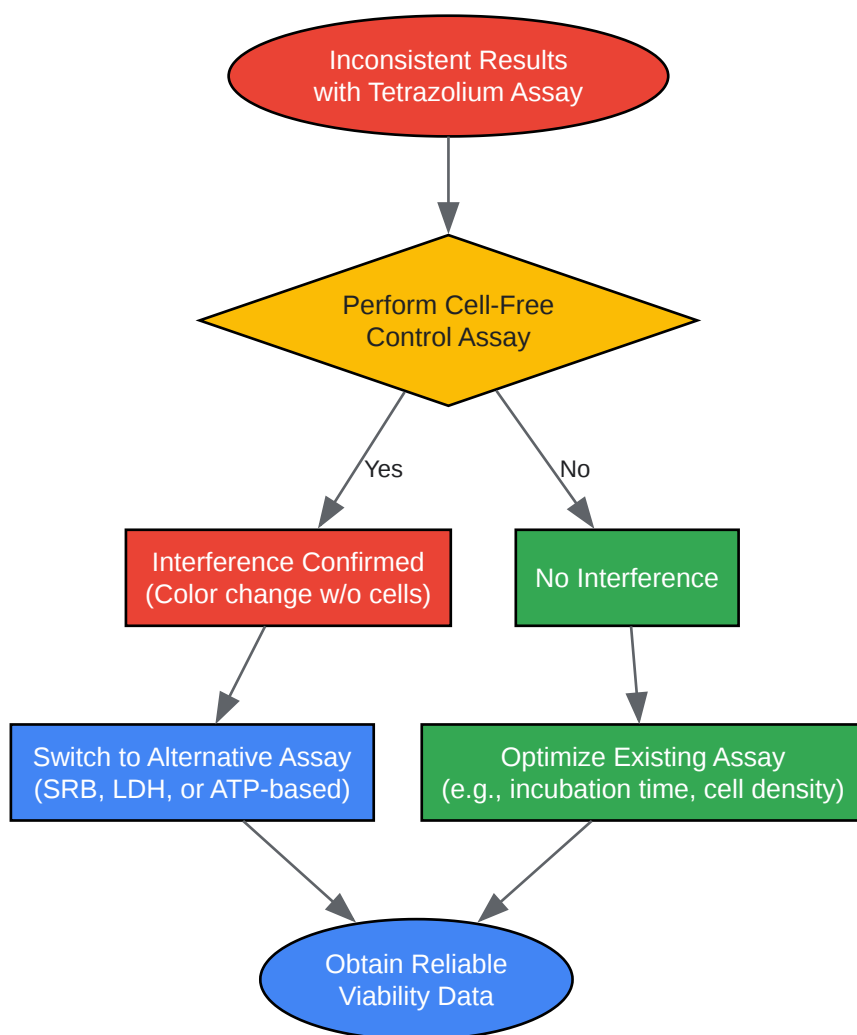 Inconsistent Results
with Tetrazolium Assay
Perform Cell-Free
Control Assay
Yes
No
Interference Confirmed
(Color change w/o cells)
No Interference
Switch to Alternative Assay
(SRB, LDH, or ATP-based)
Optimize Existing Assay
(e.g., incubation time, cell density)
Obtain Reliable
Viability Data